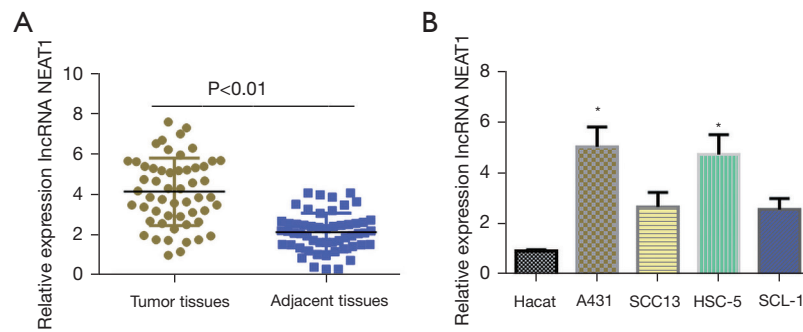 A
Relative expression lncRNA NEAT1
10
8
6
4
2
0
P<0.01
Tumor tissues
Adjacent tissues
B
Relative expression lncRNA NEAT1
8
6
4
2
0
*
*
Hacat
A431
SCC13
HSC-5
SCL-1